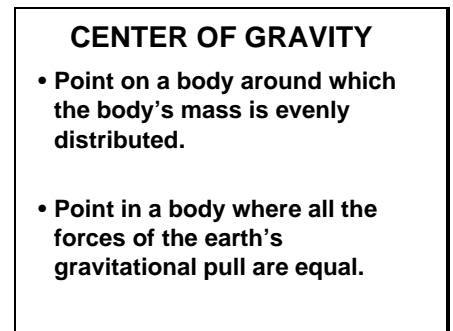 CENTER OF GRAVITY
• Point on a body around which
the body's mass is evenly
distributed.
• Point in a body where all the
forces of the earth's
gravitational pull are equal.